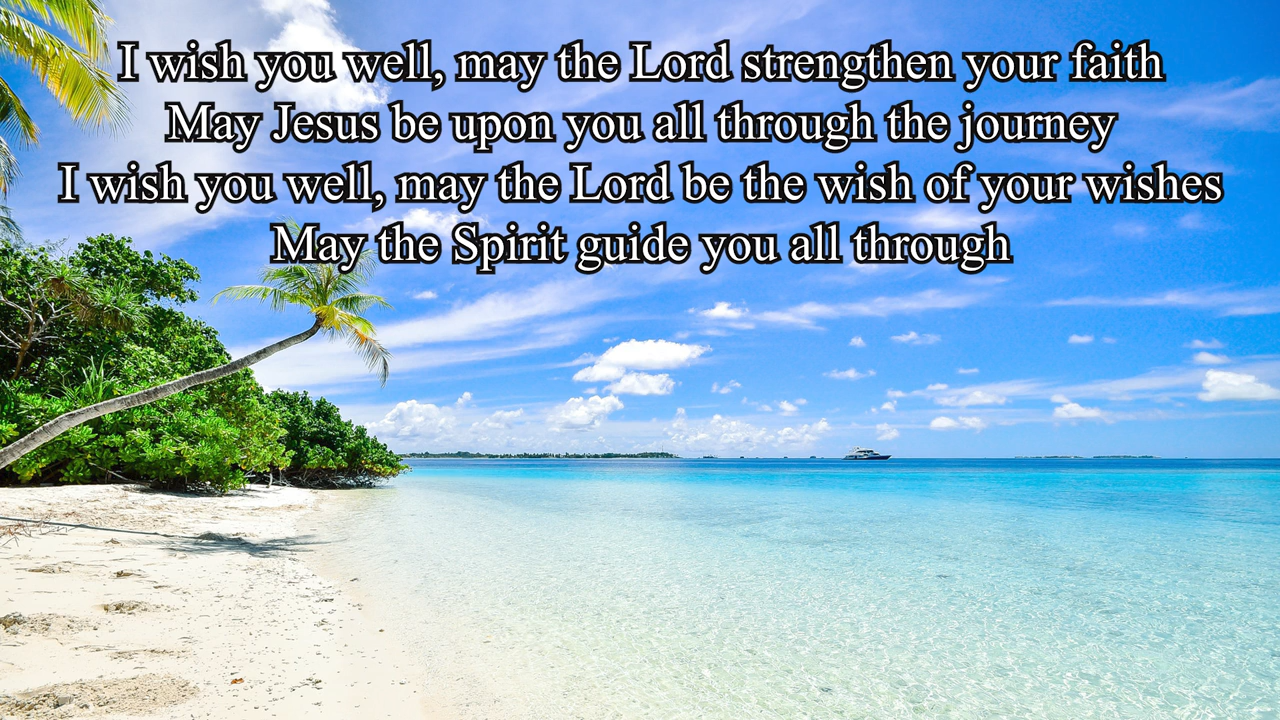 I wish you well, may the Lord strengthen your faith
May Jesus be upon you all through the journey
I wish you well, may the Lord be the wish of your wishes
May the Spirit guide you all through